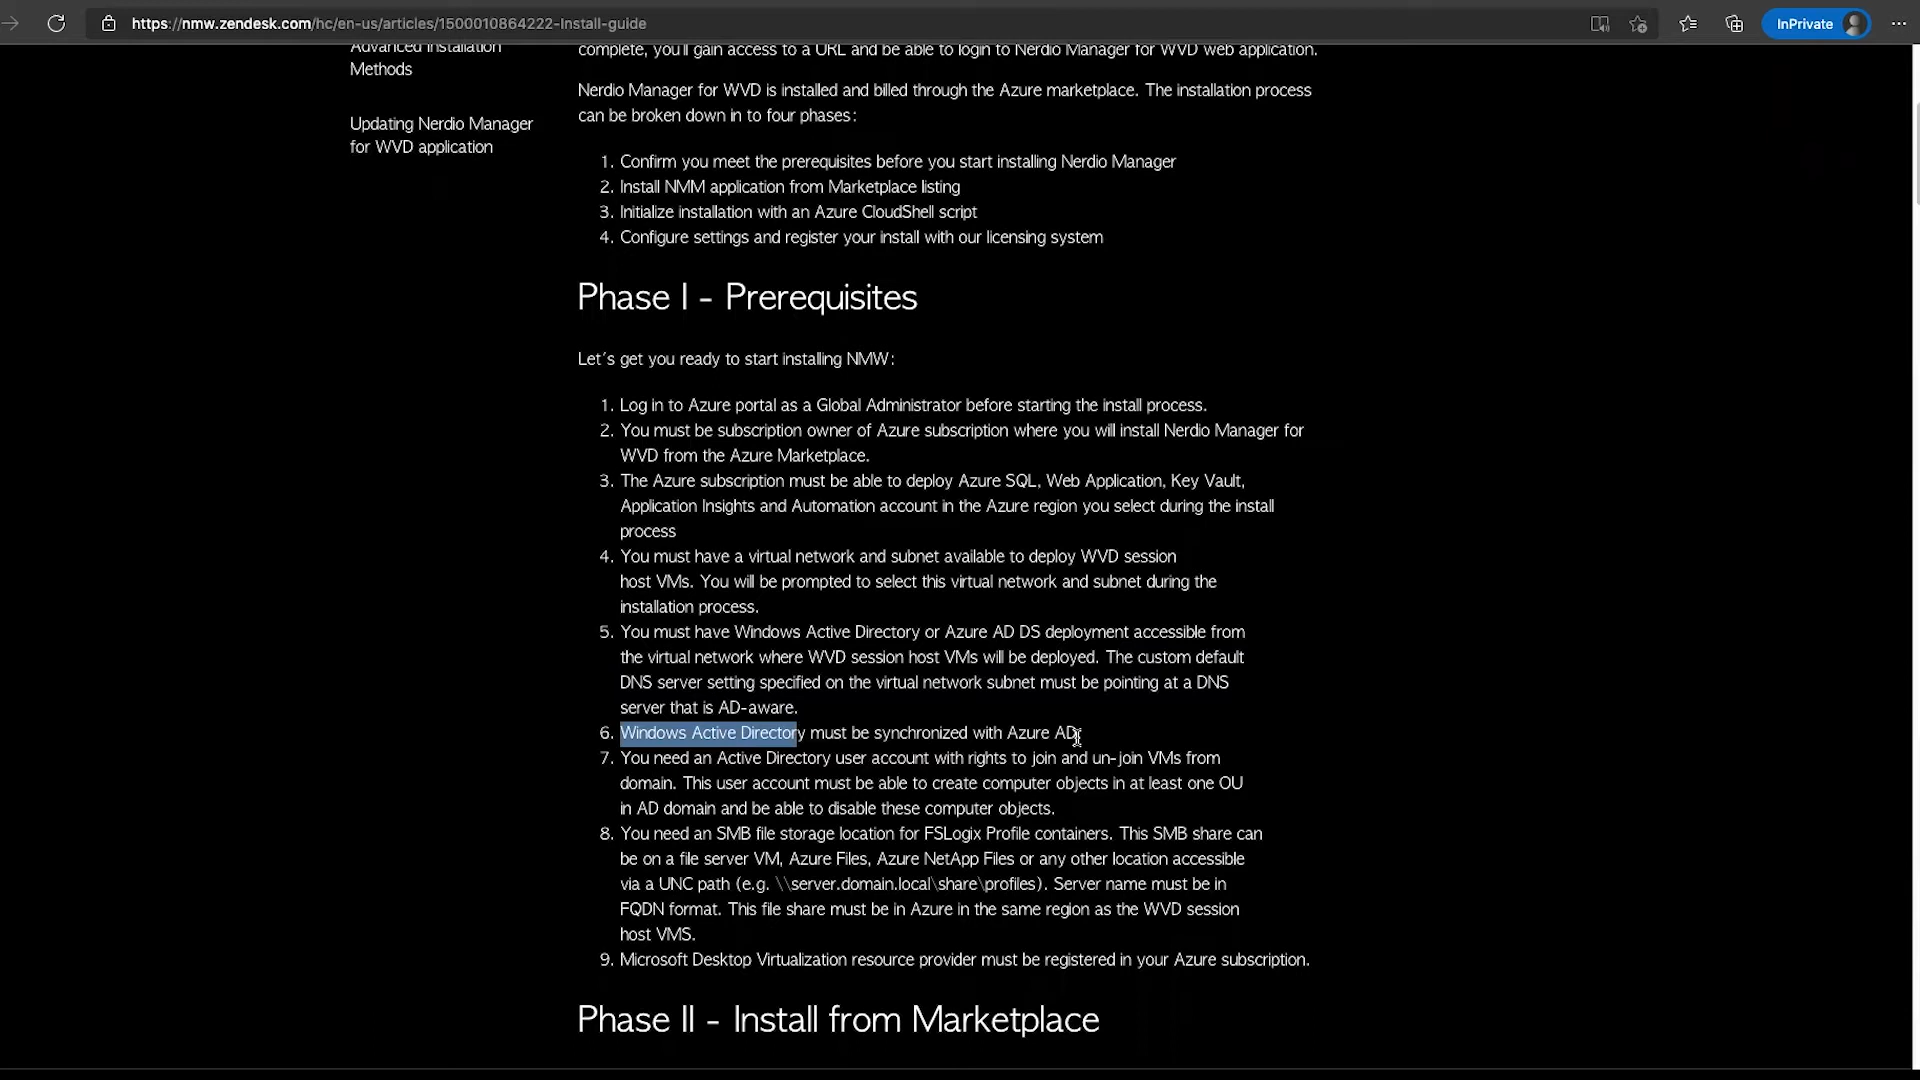 https://nmw.zendesk.com/hc/en-us/articles/1500010864222-Install-guide
InPrivate
Advanced Installation
Methods
Updating Nerdio Manager
for WVD application
complete, you'll gain access to a URL and be able to login to Nerdio Manager for WVD web application.
Nerdio Manager for WVD is installed and billed through the Azure marketplace. The installation process
can be broken down in to four phases:
1. Confirm you meet the prerequisites before you start installing Nerdio Manager
2. Install NMM application from Marketplace listing
3. Initialize installation with an Azure CloudShell script
4. Configure settings and register your install with our licensing system
Phase I - Prerequisites
Let's get you ready to start installing NMW:
1. Log in to Azure portal as a Global Administrator before starting the install process.
2. You must be subscription owner of Azure subscription where you will install Nerdio Manager for
WVD from the Azure Marketplace.
3. The Azure subscription must be able to deploy Azure SQL, Web Application, Key Vault,
Application Insights and Automation account in the Azure region you select during the install
process
4. You must have a virtual network and subnet available to deploy WVD session
host VMs. You will be prompted to select this virtual network and subnet during the
installation process.
5. You must have Windows Active Directory or Azure AD DS deployment accessible from
the virtual network where WVD session host VMs will be deployed. The custom default
DNS server setting specified on the virtual network subnet must be pointing at a DNS
server that is AD-aware.
6. Windows Active Directory must be synchronized with Azure AD.
7. You need an Active Directory user account with rights to join and un-join VMs from
domain. This user account must be able to create computer objects in at least one OU
in AD domain and be able to disable these computer objects.
8. You need an SMB file storage location for FSLogix Profile containers. This SMB share can
be on a file server VM, Azure Files, Azure NetApp Files or any other location accessible
via a UNC path (e.g. \\server.domain.local\share\profiles). Server name must be in
FQDN format. This file share must be in Azure in the same region as the WVD session
host VMS.
9. Microsoft Desktop Virtualization resource provider must be registered in your Azure subscription.
Phase II - Install from Marketplace